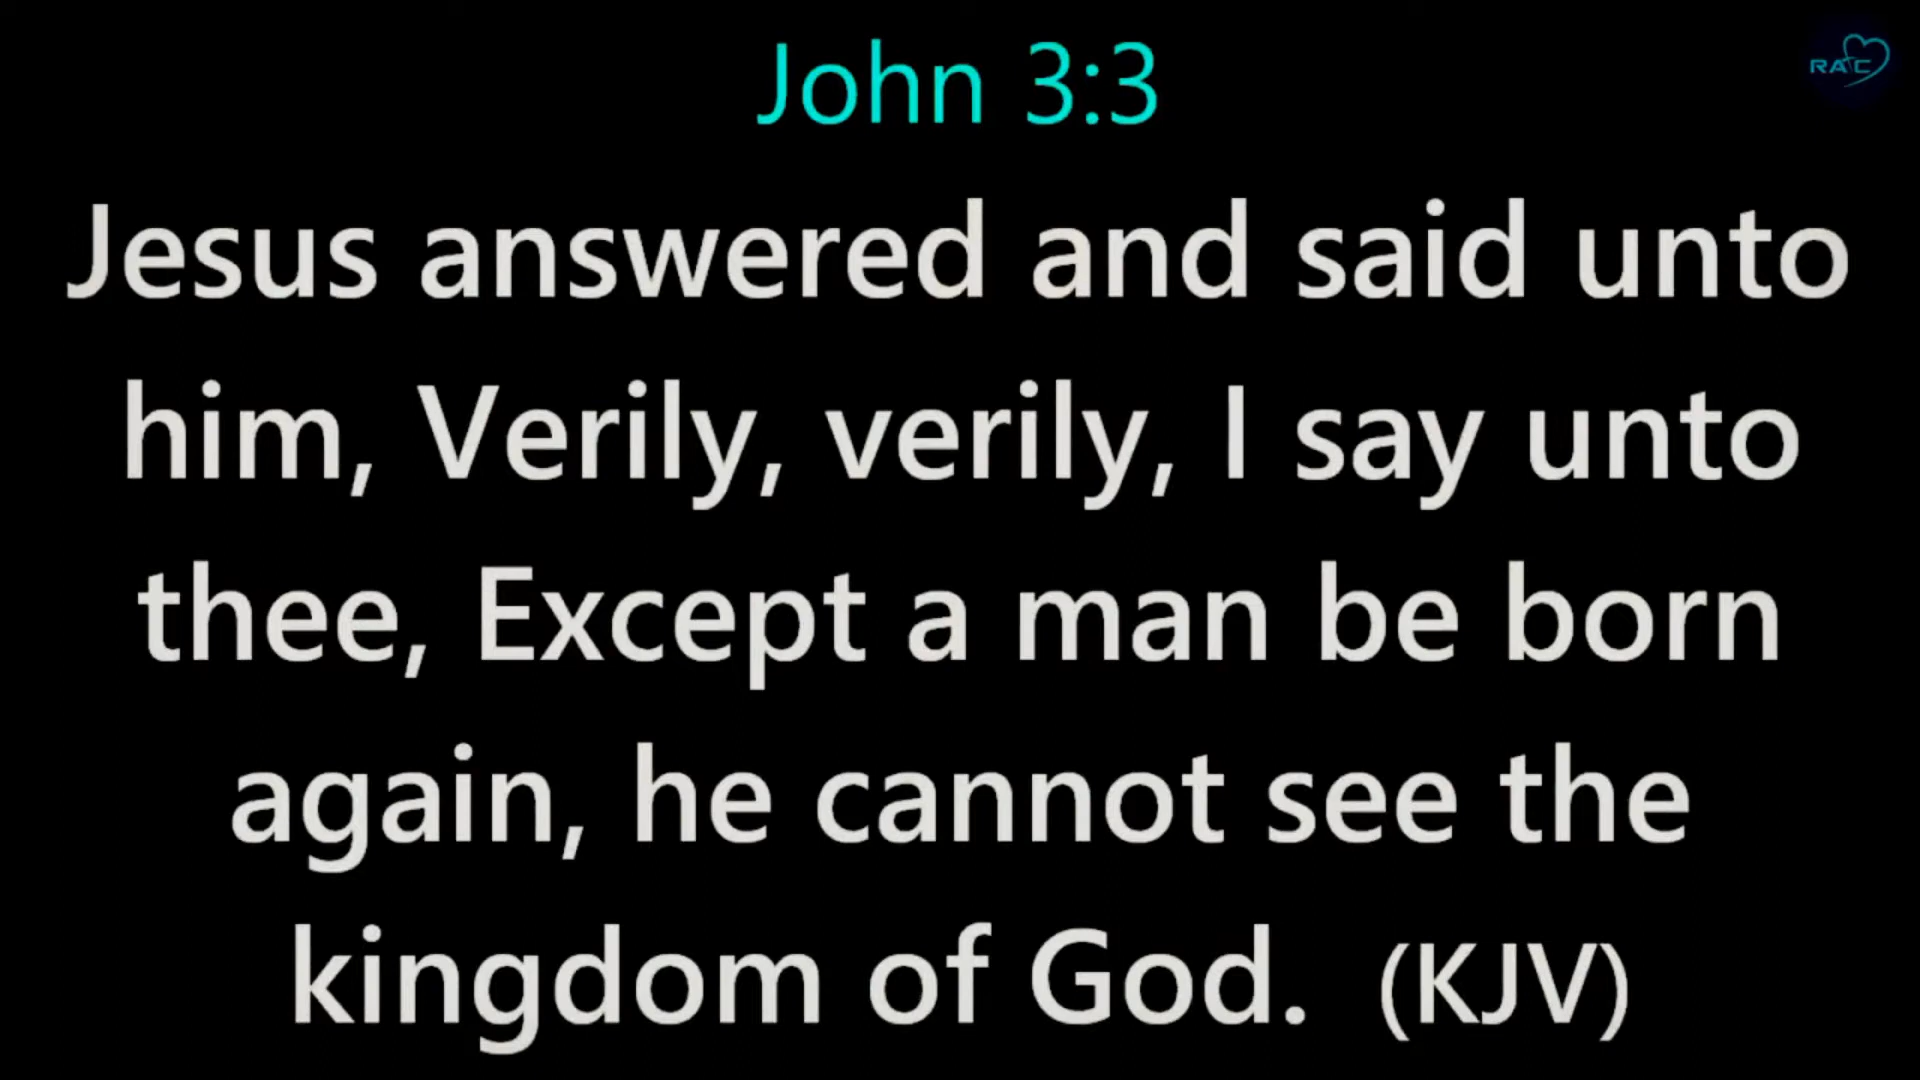 John 3:3
RAC
Jesus answered and said unto
him, Verily, verily, I say unto
thee, Except a man be born
again, he cannot see the
kingdom of God. (KJV)